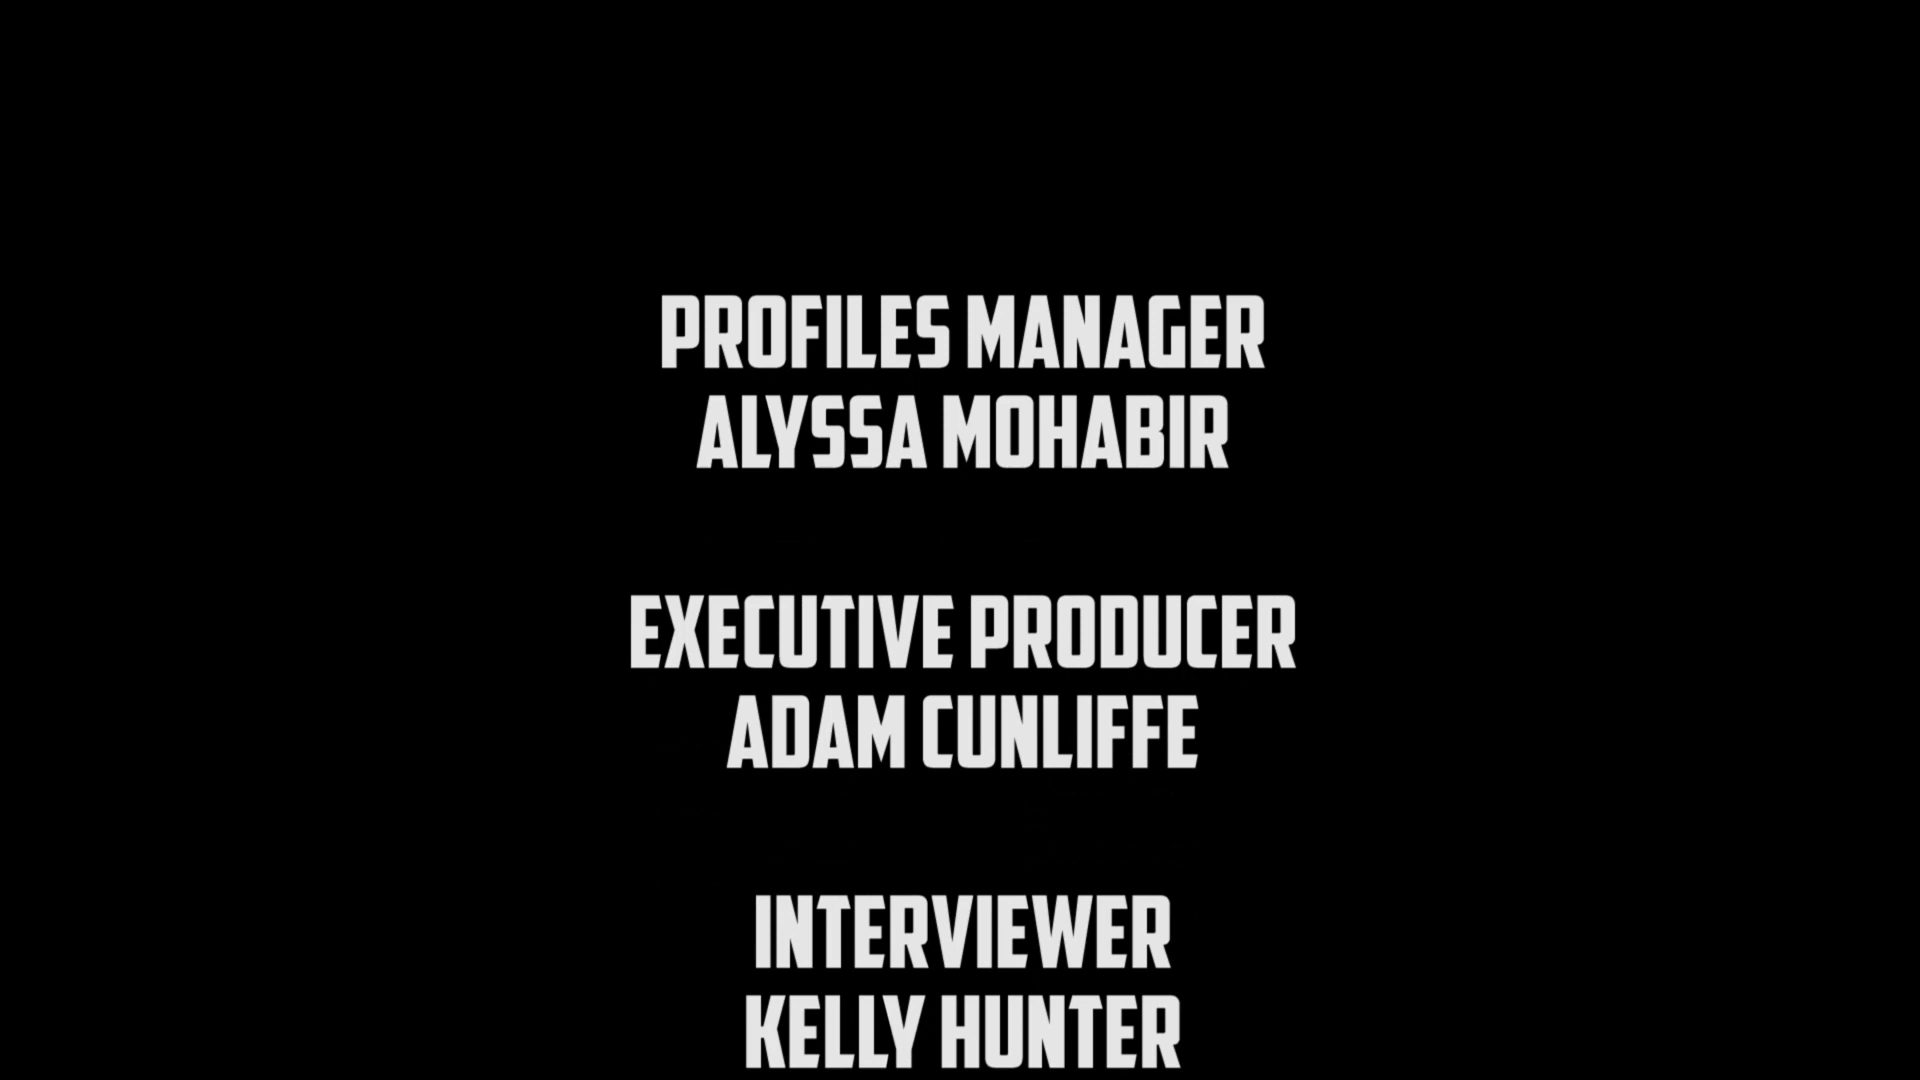 PROFILES MANAGER
ALYSSA MOHABIR
EXECUTIVE PRODUCER
ADAM CUNLIFFE
INTERVIEWER
KELLY HUNTER